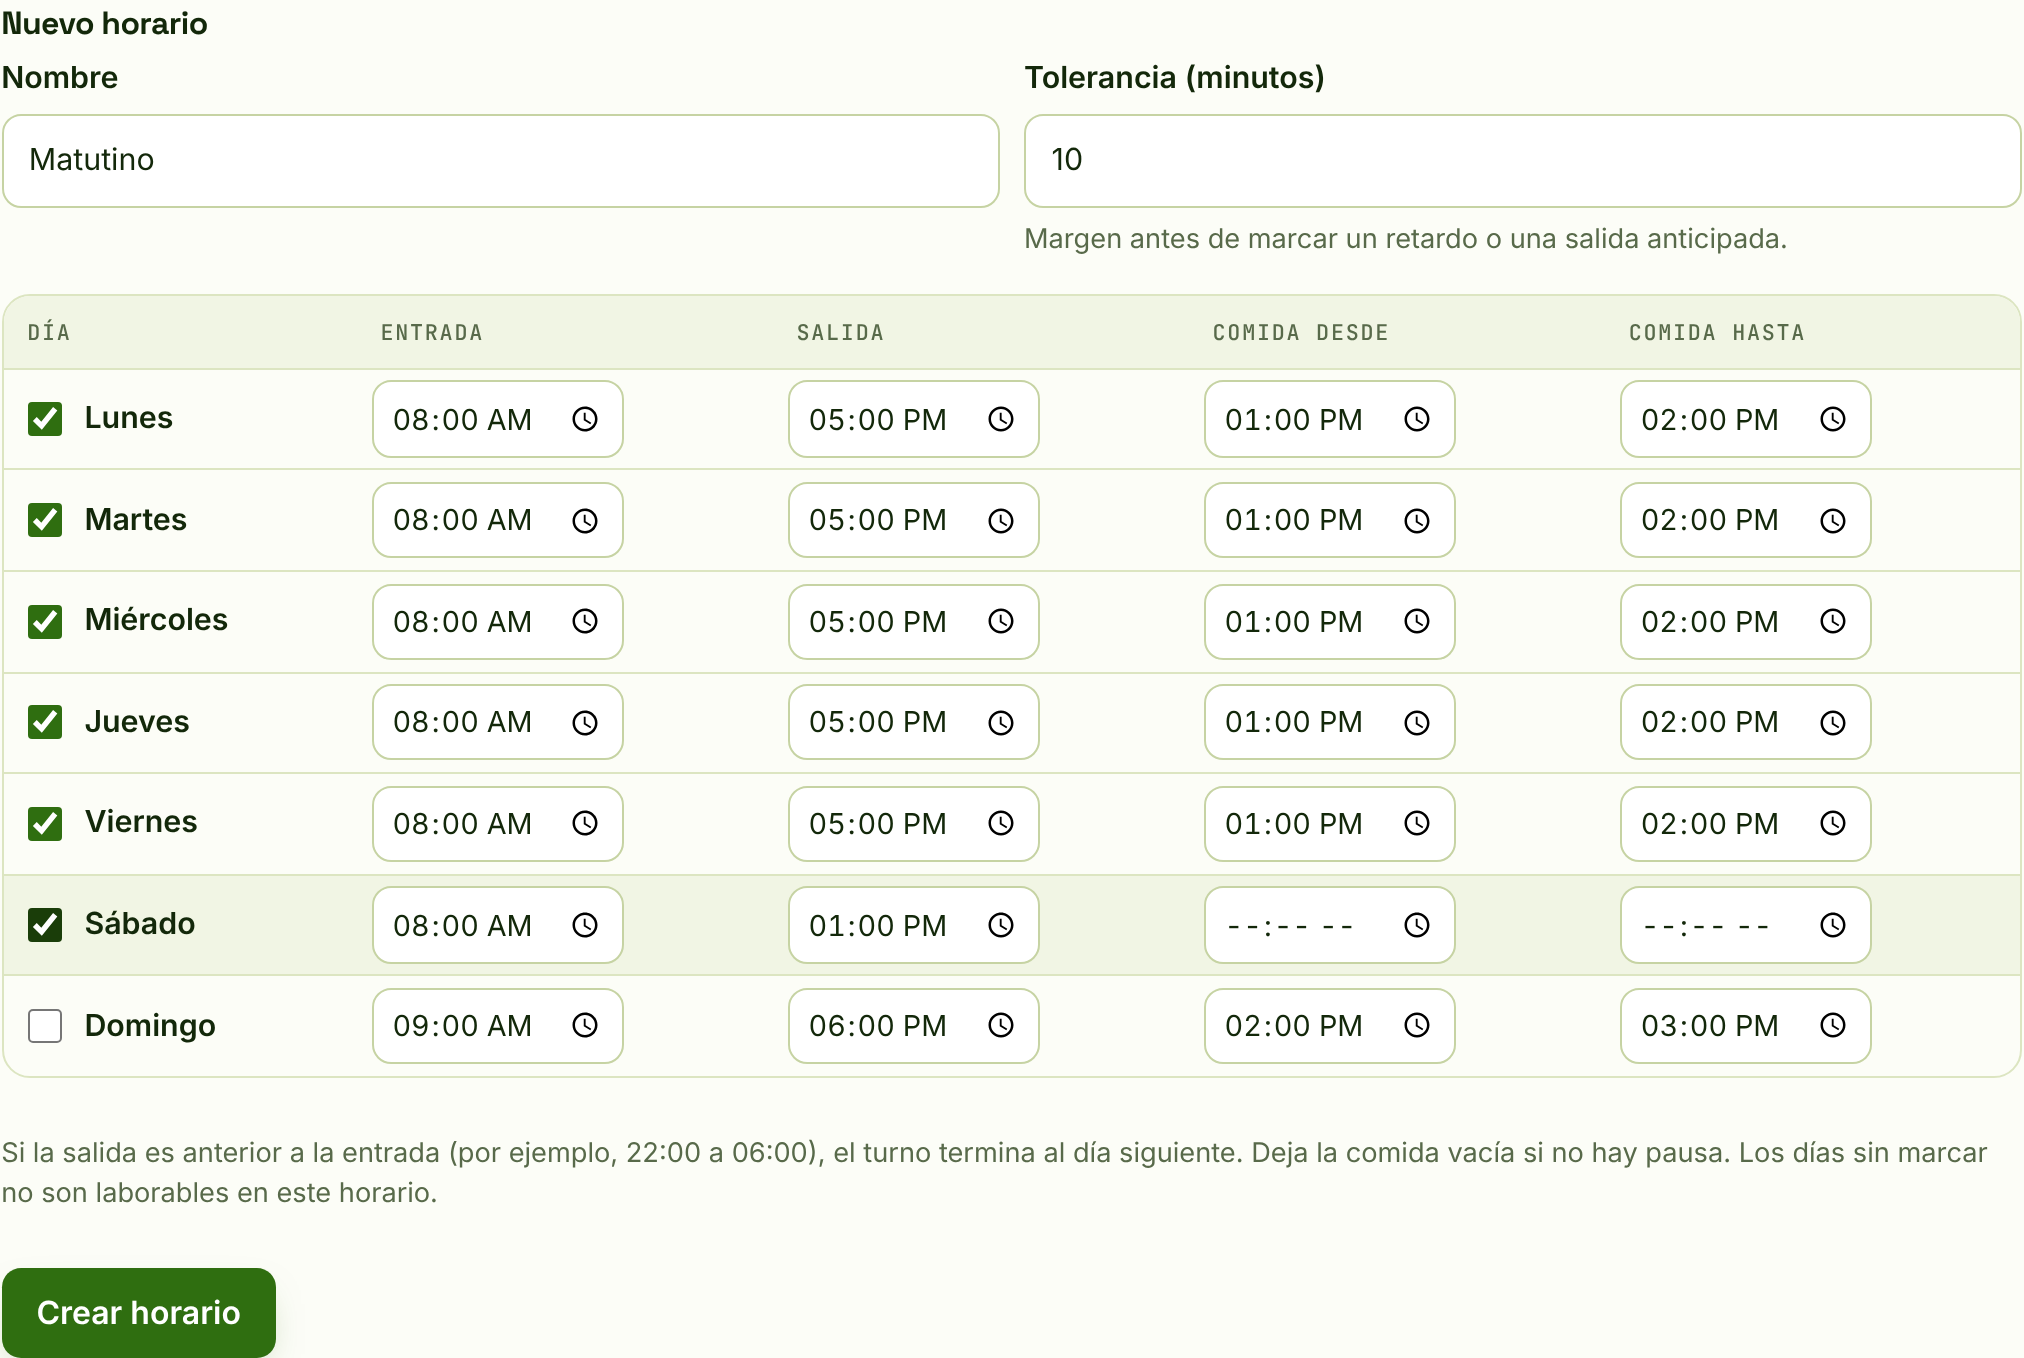 Nuevo horario
Nombre
Tolerancia (minutos)
Matutino
10
Margen antes de marcar un retardo o una salida anticipada.
DÍA ENTRADA SALIDA COMIDA DESDE COMIDA HASTA
Lunes 08:00 AM 05:00 PM 01:00 PM 02:00 PM
Martes 08:00 AM 05:00 PM 01:00 PM 02:00 PM
Miércoles 08:00 AM 05:00 PM 01:00 PM 02:00 PM
Jueves 08:00 AM 05:00 PM 01:00 PM 02:00 PM
Viernes 08:00 AM 05:00 PM 01:00 PM 02:00 PM
Sábado 08:00 AM 01:00 PM --:-- -- --:-- --
Domingo 09:00 AM 06:00 PM 02:00 PM 03:00 PM
Si la salida es anterior a la entrada (por ejemplo, 22:00 a 06:00), el turno termina al día siguiente. Deja la comida vacía si no hay pausa. Los días sin marcar
no son laborables en este horario.
Crear horario